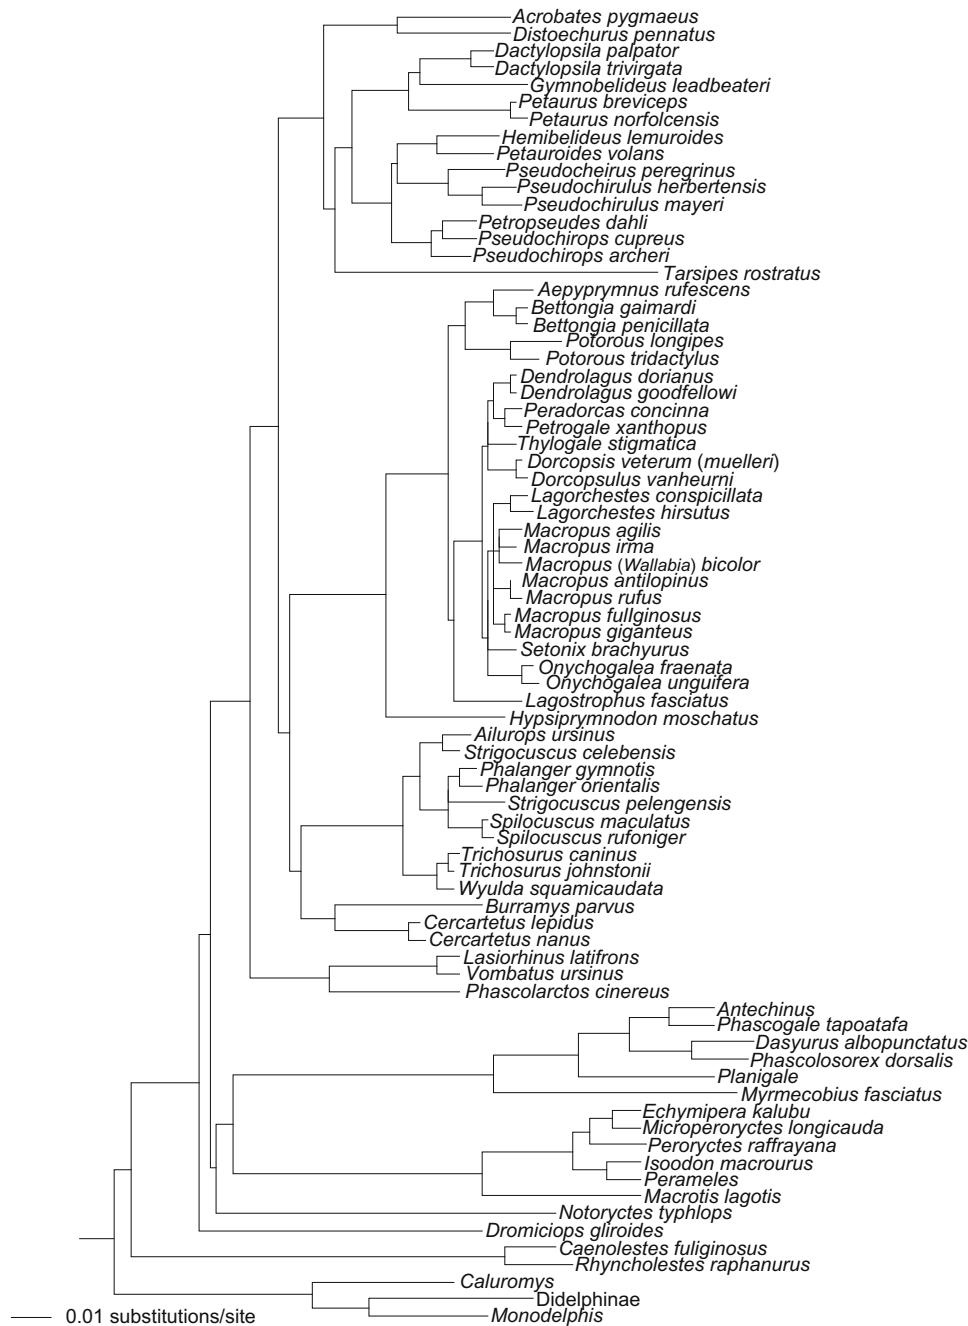 Acrobates pygmaeus
Distoechurus pennatus
Dactylopsila palpator
Dactylopsila trivirgata
Gymnobelideus leadbeateri
Petaurus breviceps
Petaurus norfolcensis
Hemibelideus lemuroides
Petauroides volans
Pseudocheirus peregrinus
Pseudochirulus herbertensis
Pseudochirulus mayeri
Petropseudes dahli
Pseudochirops cupreus
Pseudochirops archeri
Tarsipes rostratus
Aepyprymnus rufescens
Bettongia gaimardi
Bettongia penicillata
Potorous longipes
Potorous tridactylus
Dendrolagus dorianus
Dendrolagus goodfellowi
Peradorcas concinna
Petrogale xanthopus
Thylogale stigmatica
Dorcopsis veterum (muelleri)
Dorcopsulus vanheurni
Lagorchestes conspicillata
Lagorchestes hirsutus
Macropus agilis
Macropus irma
Macropus (Wallabia) bicolor
Macropus antilopinus
Macropus rufus
Macropus fullginosus
Macropus giganteus
Setonix brachyurus
Onychogalea fraenata
Onychogalea unguifera
Lagostrophus fasciatus
Hypsiprymnodon moschatus
Ailurops ursinus
Strigocuscus celebensis
Phalanger gymnotis
Phalanger orientalis
Strigocuscus pelengensis
Spilocuscus maculatus
Spilocuscus rufoniger
Trichosurus caninus
Trichosurus johnstonii
Wyulda squamicaudata
Burramys parvus
Cercartetus lepidus
Cercartetus nanus
Lasiorhinus latifrons
Vombatus ursinus
Phascolarctos cinereus
Antechinus
Phascogale tapoatafa
Dasyurus albopunctatus
Phascolosorex dorsalis
Planigale
Myrmecobius fasciatus
Echymipera kalubu
Microperoryctes longicauda
Peroryctes raffrayana
Isoodon macrourus
Perameles
Macrotis lagotis
Notoryctes typhlops
Dromiciops gliroides
Caenolestes fuliginosus
Rhyncholestes raphanurus
Caluromys
Didelphinae
Monodelphis
0.01 substitutions/site